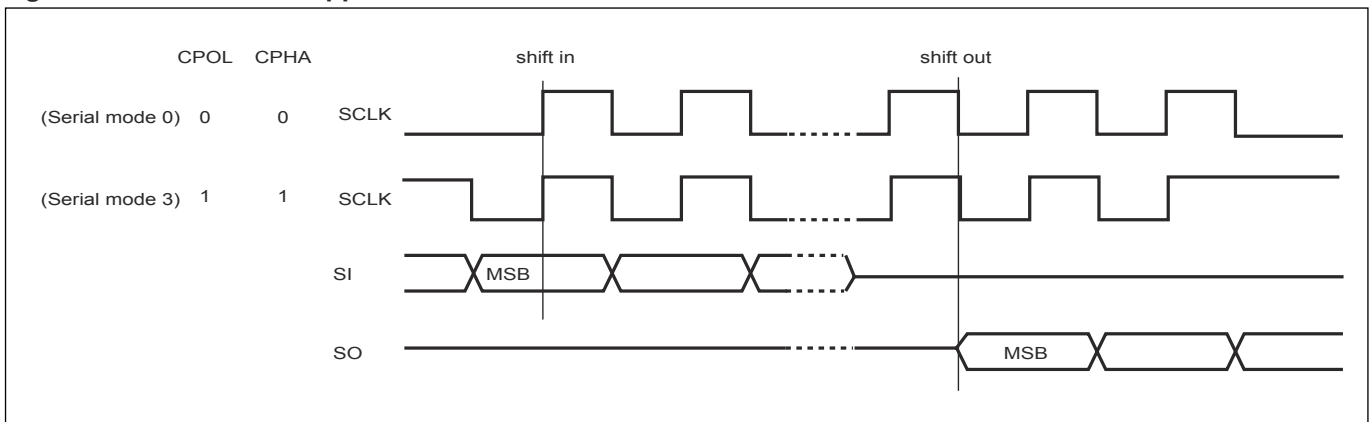 CPOL CPHA shift in shift out
(Serial mode 0) 0 0 SCLK
(Serial mode 3) 1 1 SCLK
SI MSB
SO MSB